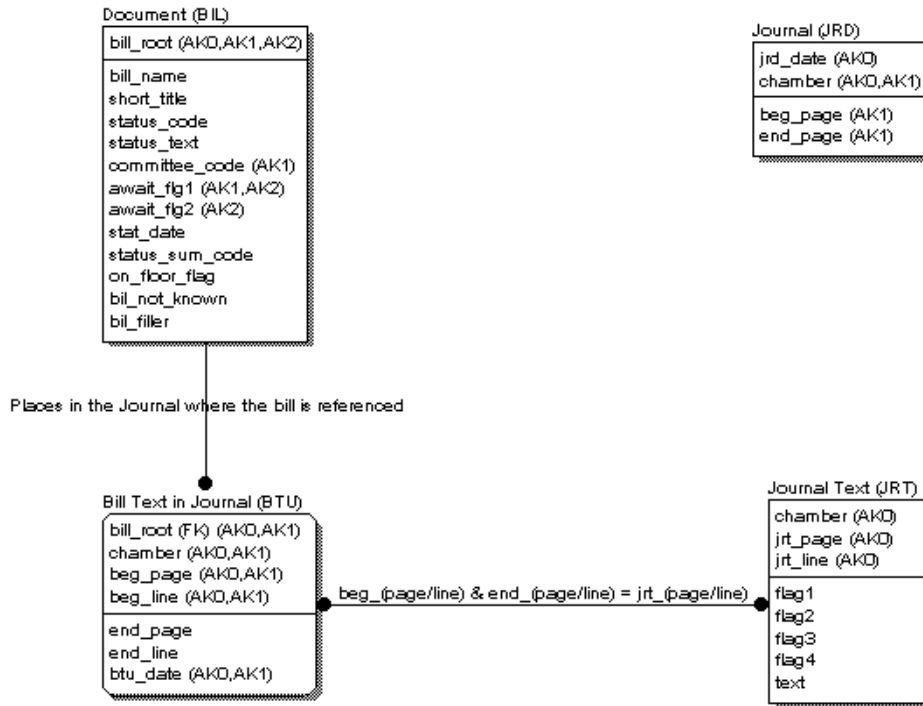 Document (BIL)
bill_root (AK0,AK1,AK2)
bill_name
short_title
status_code
status_text
committee_code (AK1)
await_flg1 (AK1,AK2)
await_flg2 (AK2)
stat_date
status_sum_code
on_floor_flag
bil_not_known
bil_filler
Journal (JRD)
jrd_date (AK0)
chamber (AK0,AK1)
beg_page (AK1)
end_page (AK1)
Places in the Journal where the bill is referenced
Bill Text in Journal (BTU)
bill_root (FK) (AK0,AK1)
chamber (AK0,AK1)
beg_page (AK0,AK1)
beg_line (AK0,AK1)
end_page
end_line
btu_date (AK0,AK1)
beg_(page/line) & end_(page/line) = jrt_(page/line)
Journal Text (JRT)
chamber (AK0)
jrt_page (AK0)
jrt_line (AK0)
flag1
flag2
flag3
flag4
text